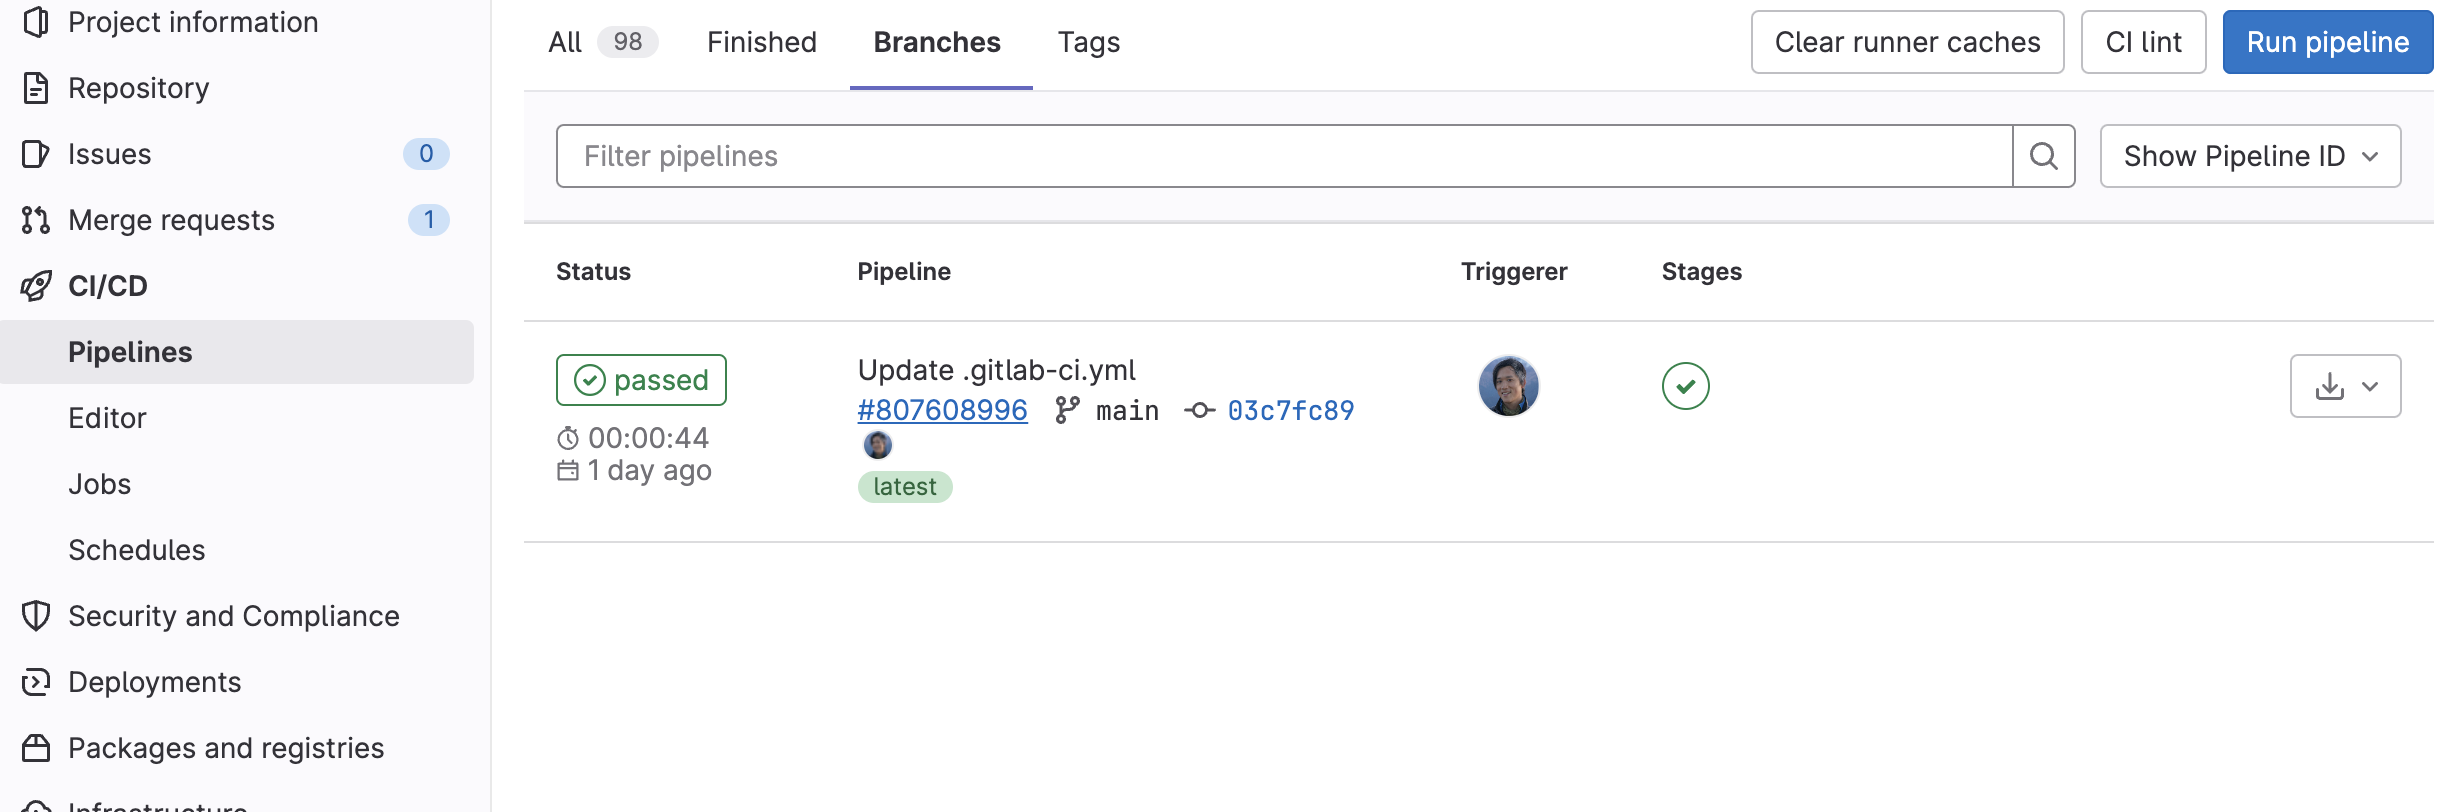 Project information
Repository
Issues 0
Merge requests 1
CI/CD
Pipelines
Editor
Jobs
Schedules
Security and Compliance
Deployments
Packages and registries
Infrastructure
All 98 Finished Branches Tags
Clear runner caches CI lint Run pipeline
Filter pipelines
Show Pipeline ID
Status Pipeline Triggerer Stages
passed
00:00:44
1 day ago
Update .gitlab-ci.yml
#807608996 main 03c7fc89
latest